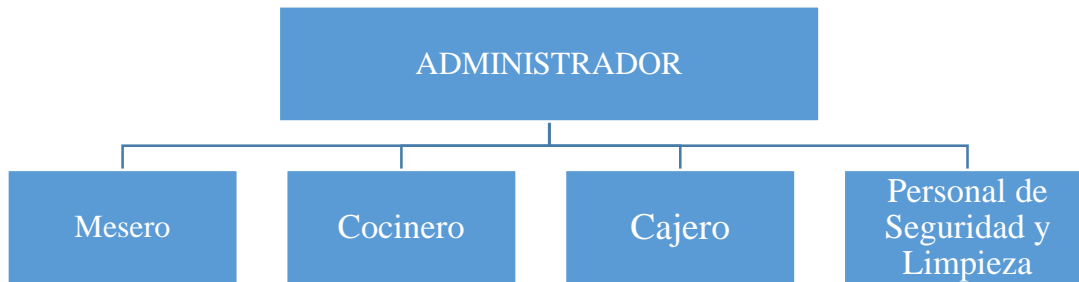 ADMINISTRADOR
Mesero
Cocinero
Cajero
Personal de
Seguridad y
Limpieza